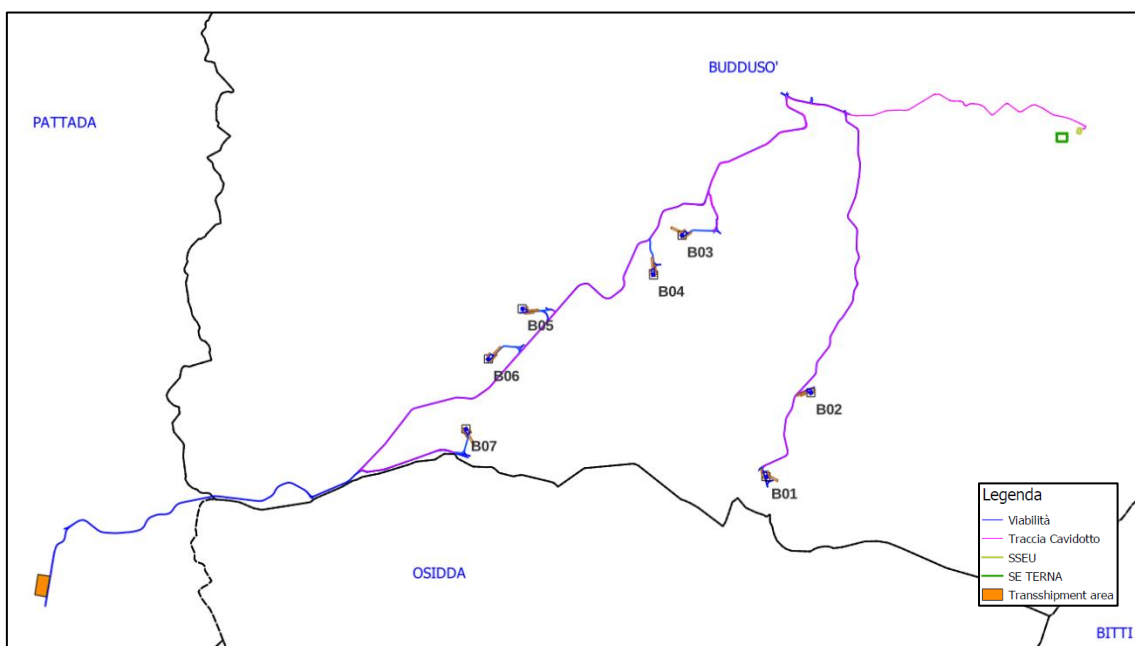 BUDDUSO'
PATTADA
B03
B04
B05
B06
B02
B07
B01
Legenda
Viabilità
Traccia Cavidotto
SSEU
SE TERNA
Transshipment area
OSIDDA
BITTI